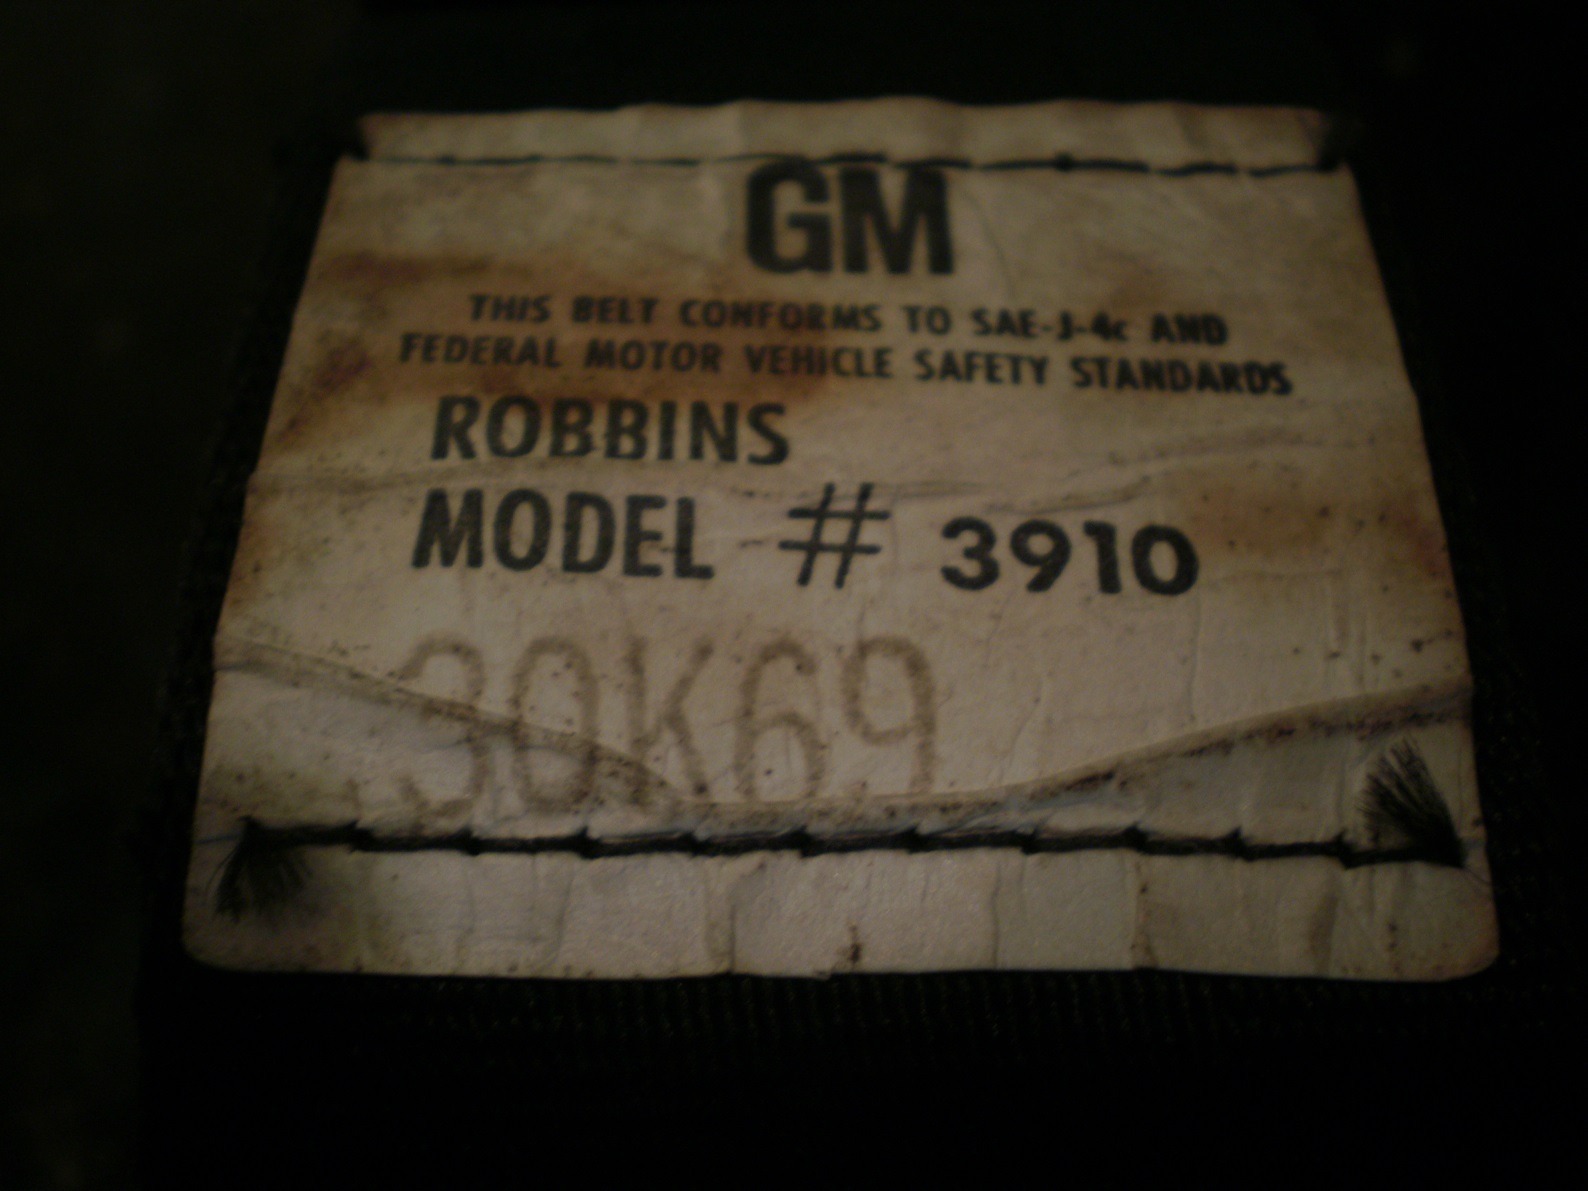 GM
THIS BELT CONFORMS TO SAE-J-4c AND
FEDERAL MOTOR VEHICLE SAFETY STANDARDS
ROBBINS
MODEL # 3910
30K69